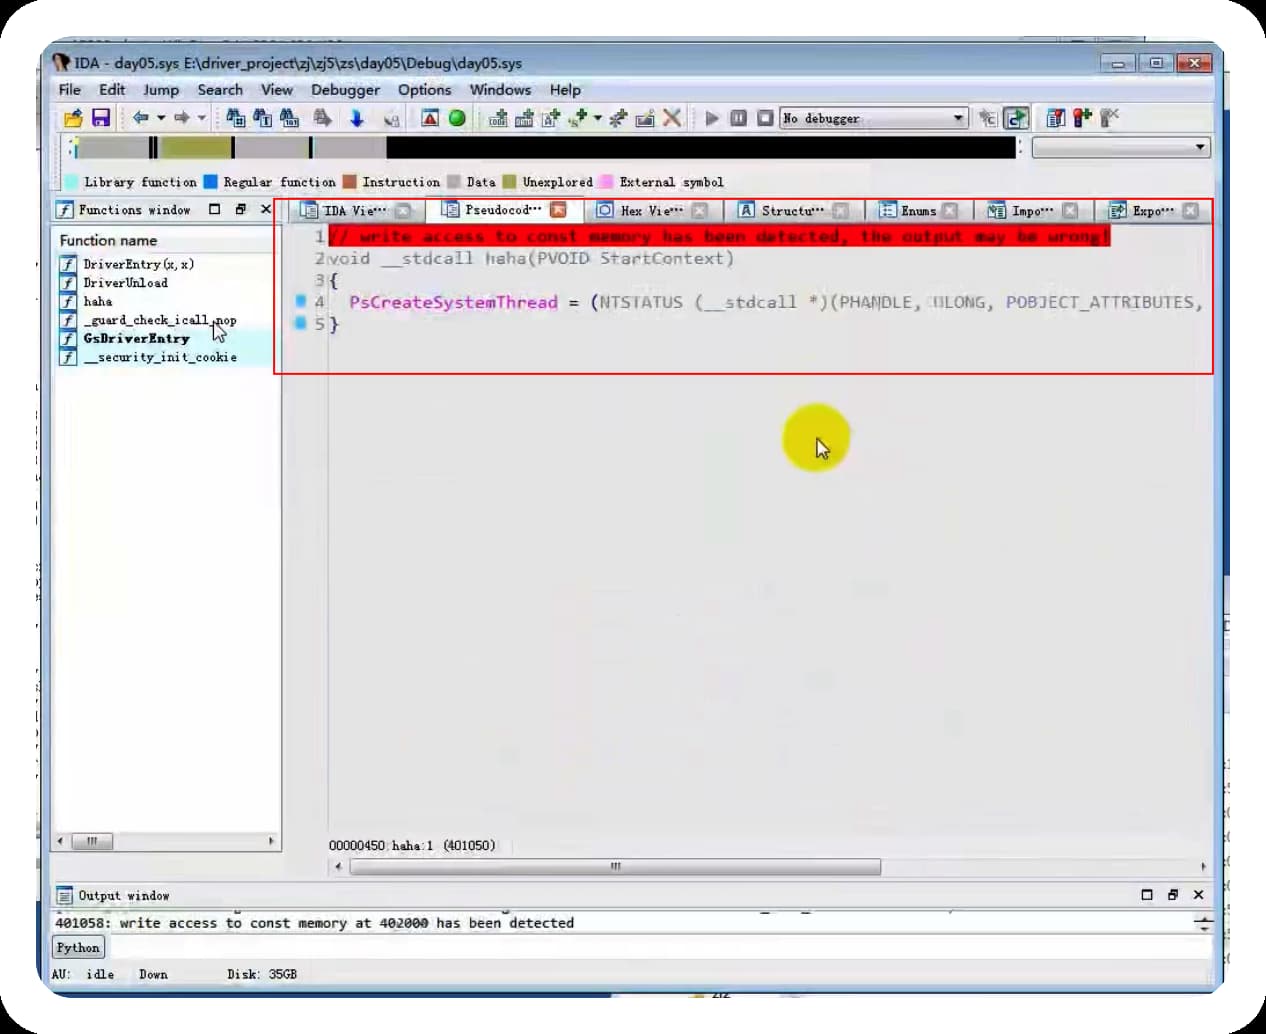 IDA - day05.sys E:\driver_project\zj\zj5\zs\day05\Debug\day05.sys
File Edit Jump Search View Debugger Options Windows Help
No debugger
Library function Regular function Instruction Data Unexplored External symbol
Functions window
IDA Vie··· Pseudocod··· Hex Vie··· Structu··· Enums Impo··· Expo···
Function name
DriverEntry(x,x)
DriverUnload
haha
_guard_check_icall_nop
GsDriverEntry
__security_init_cookie
1 // write access to const memory has been detected, the output may be wrong!
2 void __stdcall haha(PVOID StartContext)
3 {
4 PsCreateSystemThread = (NTSTATUS (__stdcall *)(PHANDLE, ULONG, POBJECT_ATTRIBUTES,
5 }
00000450 haha:1 (401050)
Output window
401058: write access to const memory at 402000 has been detected
Python
AU: idle Down Disk: 35GB